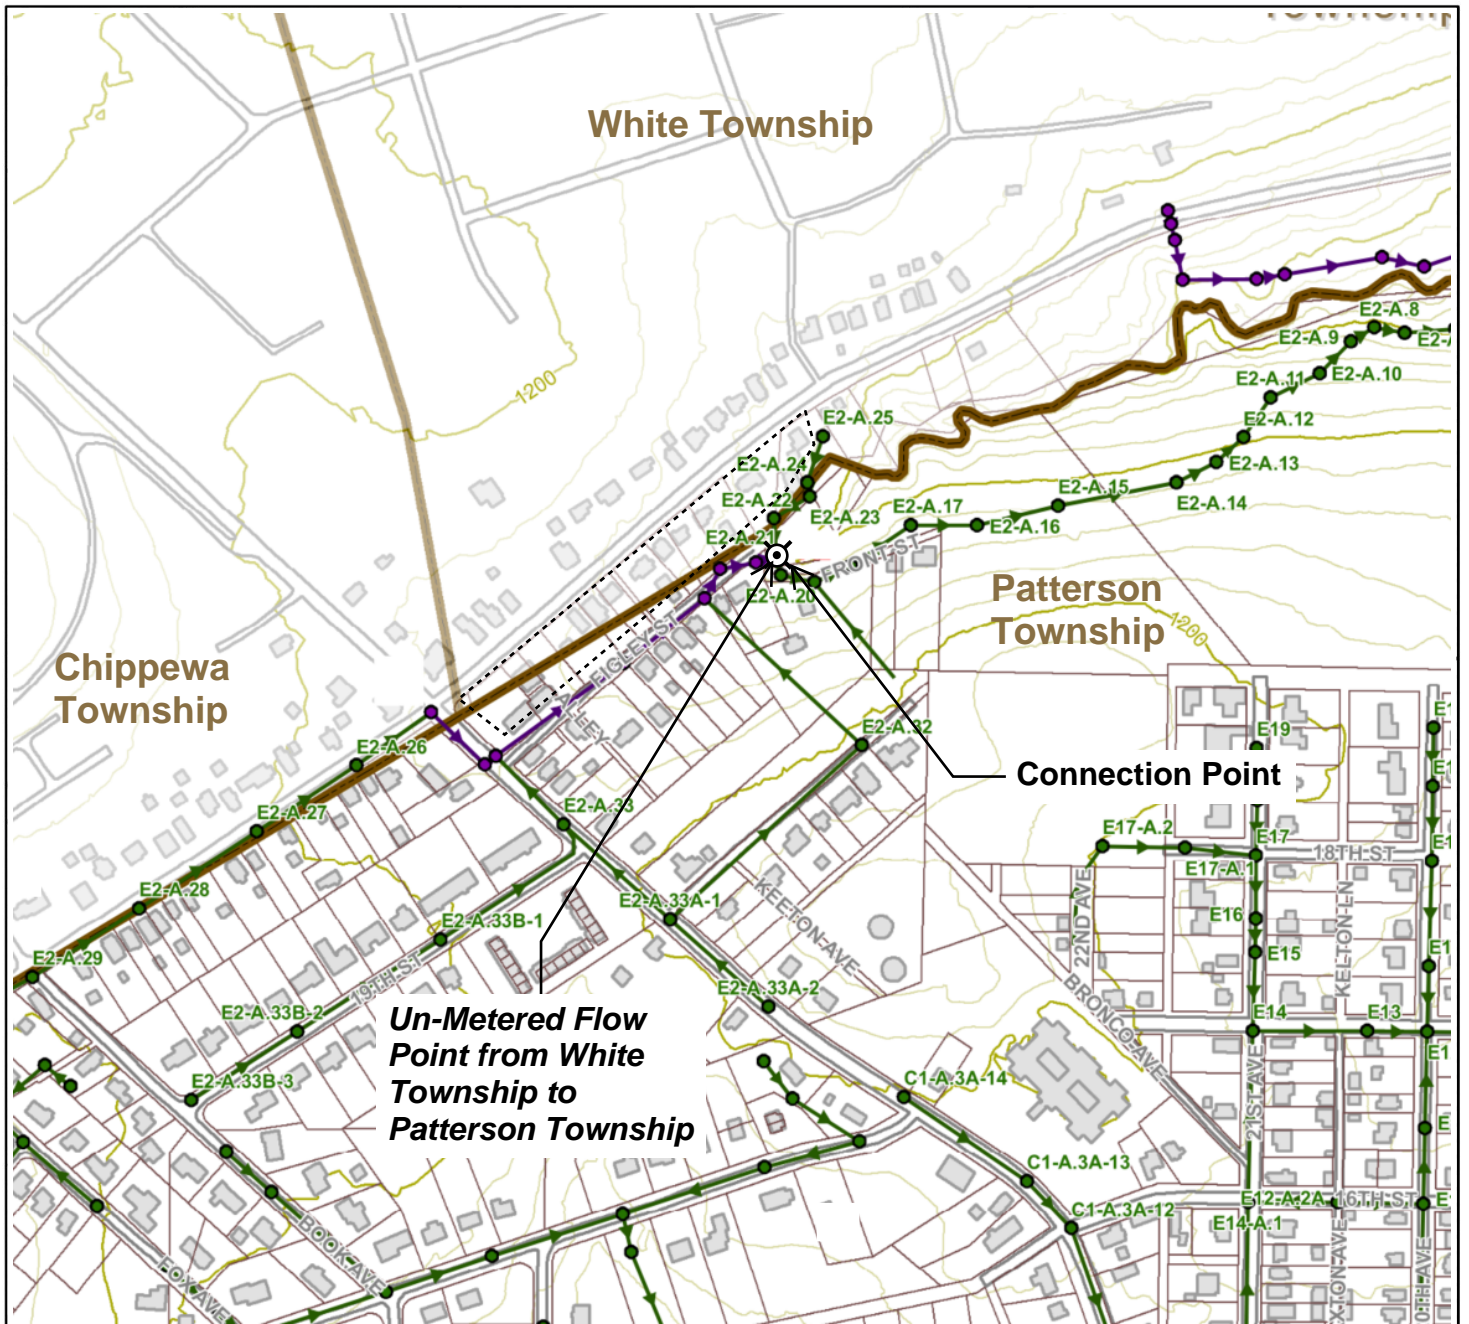 White Township
1200
E2-A.8
E2-A.9
E2-A.10
E2-A.11
E2-A.12
E2-A.25
E2-A.24
E2-A.13
E2-A.22
E2-A.15
E2-A.14
E2-A.17
E2-A.23
E2-A.16
E2-A.21
FRONT ST
E2-A.20
Patterson
Township
1200
FIGLEY ST
Chippewa
Township
ALLEY
E2-A.32
E19
E2-A.26
Connection Point
E2-A.27
E2-A.33
E17-A.2
E17
18TH ST
E17-A.1
E2-A.28
E2-A.33A-1
KEETON AVE
22ND AVE
KELTON LN
E16
E2-A.33B-1
E15
E2-A.29
19TH ST
E2-A.33A-2
BRONCO AVE
E2-A.33B-2
E14
E13
Un-Metered Flow
Point from White
Township to
Patterson Township
E2-A.33B-3
C1-A.3A-14
21ST AVE
C1-A.3A-13
E12-A.2A
16TH ST
C1-A.3A-12
E14-A.1
BOOK AVE
FOX AVE